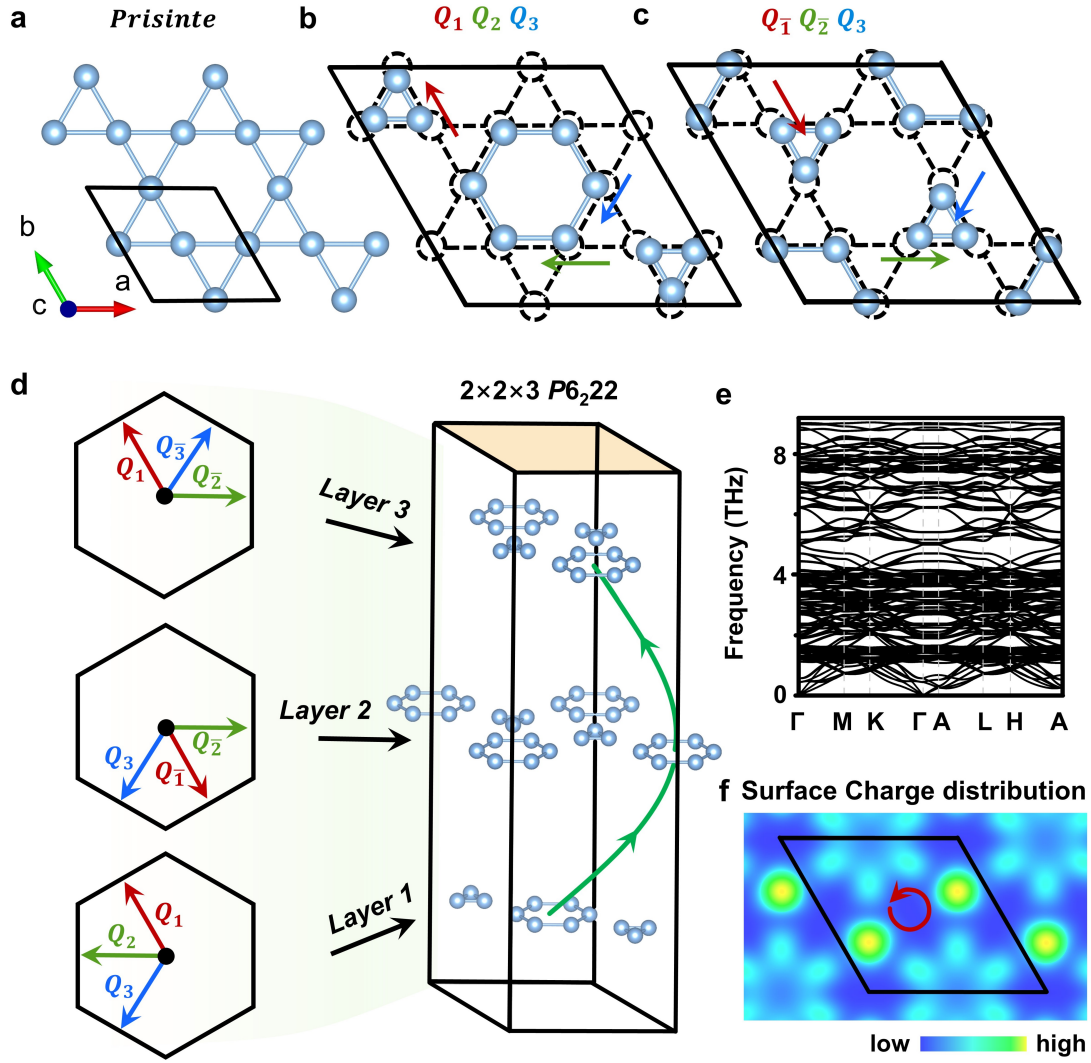 a
Prisinte
b
a
c
b
Q₁ Q₂ Q₃
c
Q₁̅ Q₂̅ Q₃
d
Q₁
Q₃̅
Q₂̅
Layer 3
Q₃
Q₁̅
Q₂̅
Layer 2
Q₁
Q₂
Q₃
Layer 1
2×2×3 P6₂22
e
Frequency (THz)
8
4
0
Γ M K Γ A L H A
f Surface Charge distribution
low high